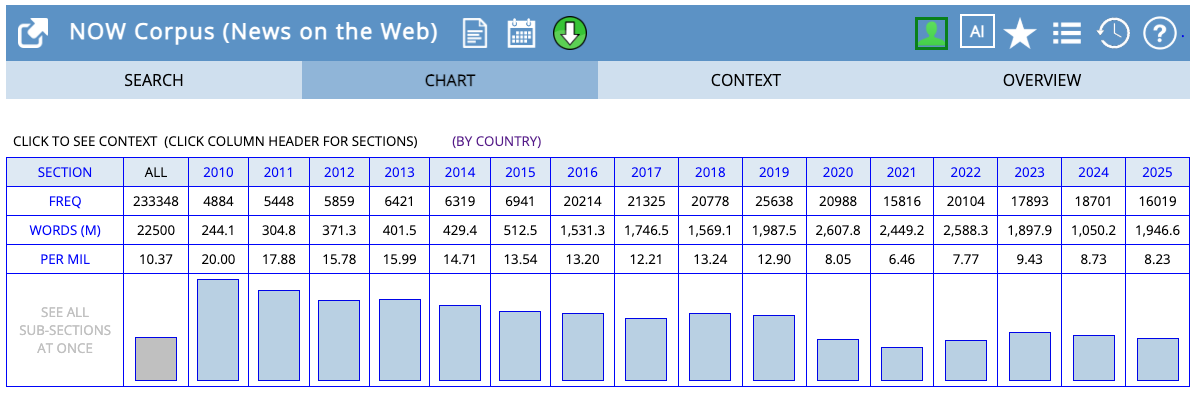 NOW Corpus (News on the Web) AI ?
SEARCH CHART CONTEXT OVERVIEW
CLICK TO SEE CONTEXT (CLICK COLUMN HEADER FOR SECTIONS) (BY COUNTRY)
SECTION ALL 2010 2011 2012 2013 2014 2015 2016 2017 2018 2019 2020 2021 2022 2023 2024 2025
FREQ 233348 4884 5448 5859 6421 6319 6941 20214 21325 20778 25638 20988 15816 20104 17893 18701 16019
WORDS (M) 22500 244.1 304.8 371.3 401.5 429.4 512.5 1,531.3 1,746.5 1,569.1 1,987.5 2,607.8 2,449.2 2,588.3 1,897.9 1,050.2 1,946.6
PER MIL 10.37 20.00 17.88 15.78 15.99 14.71 13.54 13.20 12.21 13.24 12.90 8.05 6.46 7.77 9.43 8.73 8.23
SEE ALL
SUB-SECTIONS
AT ONCE